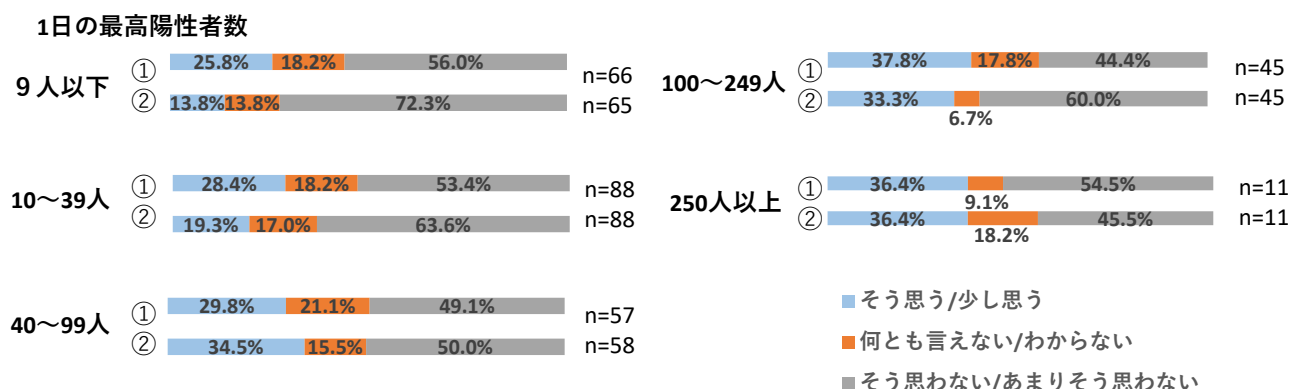 1日の最高陽性者数
9人以下
① 25.8% 18.2% 56.0% n=66
② 13.8% 13.8% 72.3% n=65
10～39人
① 28.4% 18.2% 53.4% n=88
② 19.3% 17.0% 63.6% n=88
40～99人
① 29.8% 21.1% 49.1% n=57
② 34.5% 15.5% 50.0% n=58
100～249人
① 37.8% 17.8% 44.4% n=45
② 33.3% 6.7% 60.0% n=45
250人以上
① 36.4% 9.1% 54.5% n=11
② 36.4% 18.2% 45.5% n=11
そう思う/少し思う
何とも言えない/わからない
そう思わない/あまりそう思わない